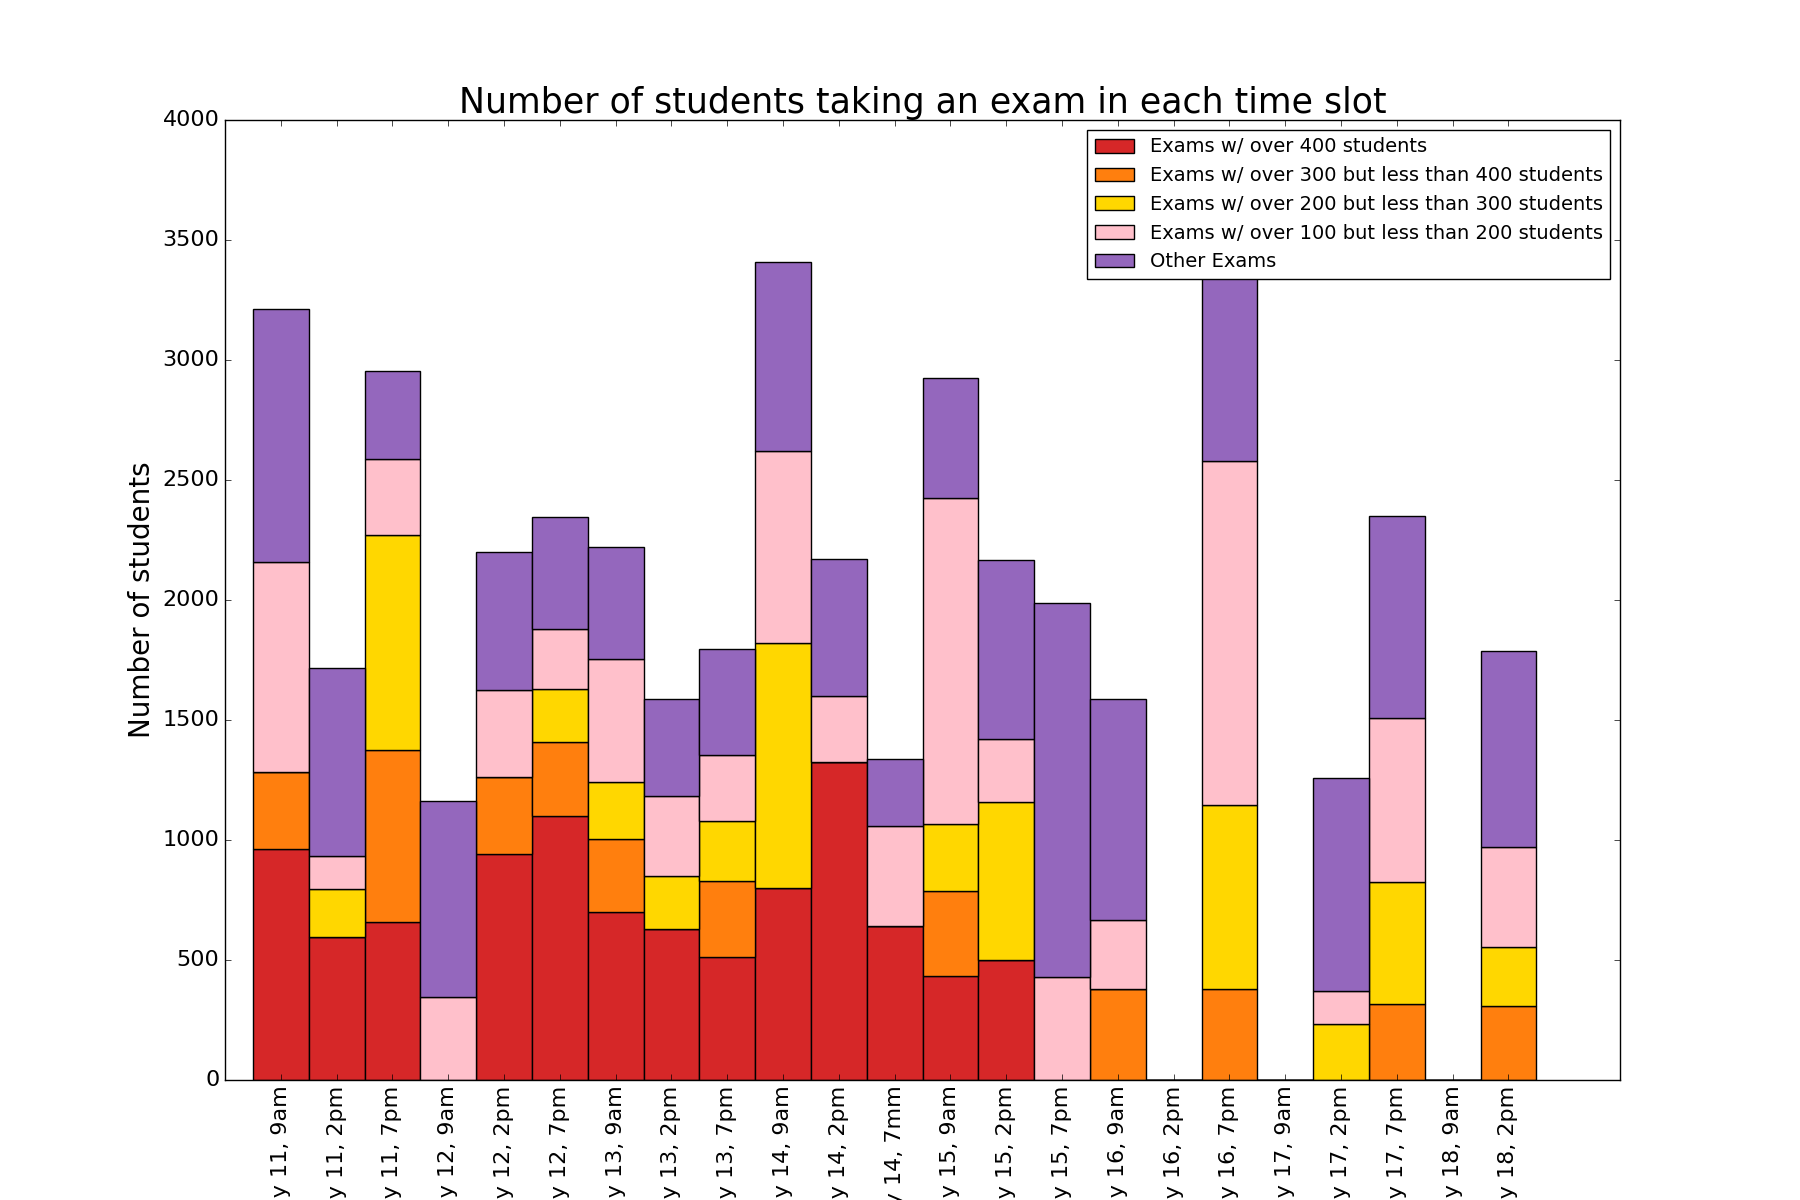 Number of students taking an exam in each time slot
4000
3500
3000
2500
2000
1500
1000
500
0
Number of students
Exams w/ over 400 students
Exams w/ over 300 but less than 400 students
Exams w/ over 200 but less than 300 students
Exams w/ over 100 but less than 200 students
Other Exams
y 11, 9am
y 11, 2pm
y 11, 7pm
y 12, 9am
y 12, 2pm
y 12, 7pm
y 13, 9am
y 13, 2pm
y 13, 7pm
y 14, 9am
y 14, 2pm
y 14, 7mm
y 15, 9am
y 15, 2pm
y 15, 7pm
y 16, 9am
y 16, 2pm
y 16, 7pm
y 17, 9am
y 17, 2pm
y 17, 7pm
y 18, 9am
y 18, 2pm